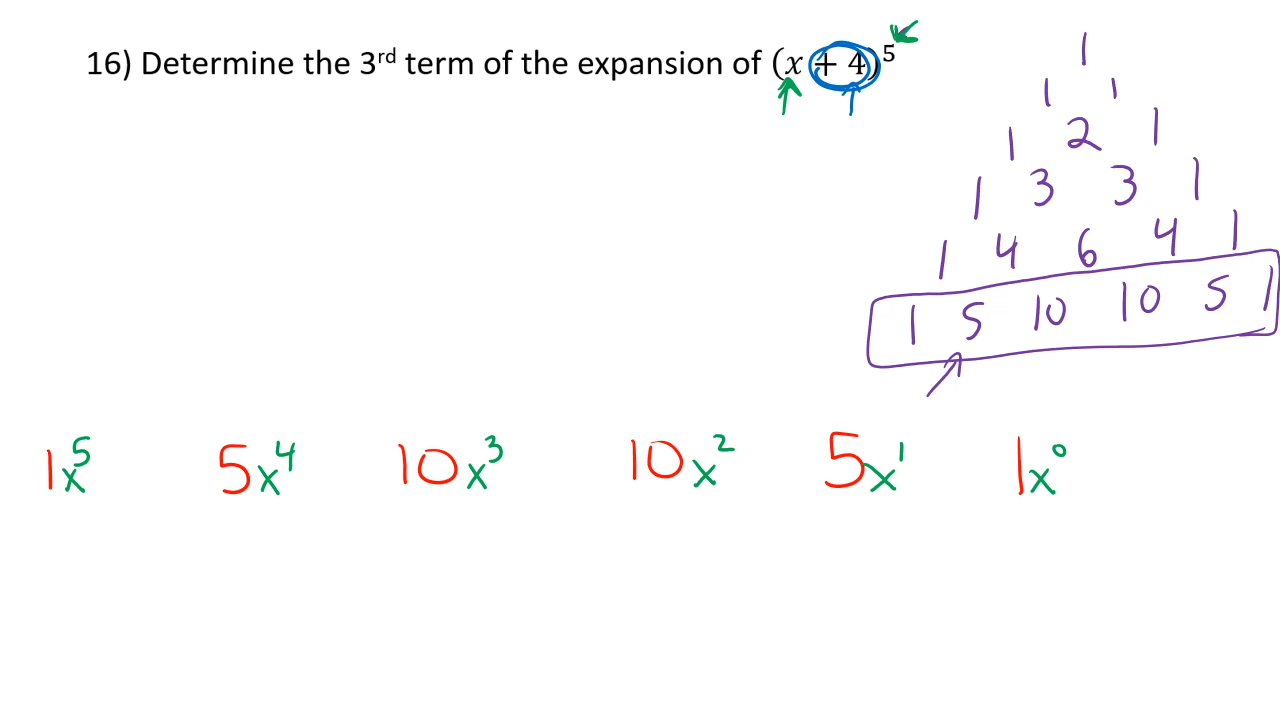 16) Determine the 3rd term of the expansion of (x + 4)⁵
1
1 1
1 2 1
1 3 3 1
1 4 6 4 1
1 5 10 10 5 1
1x⁵ 5x⁴ 10x³ 10x² 5x¹ 1x⁰